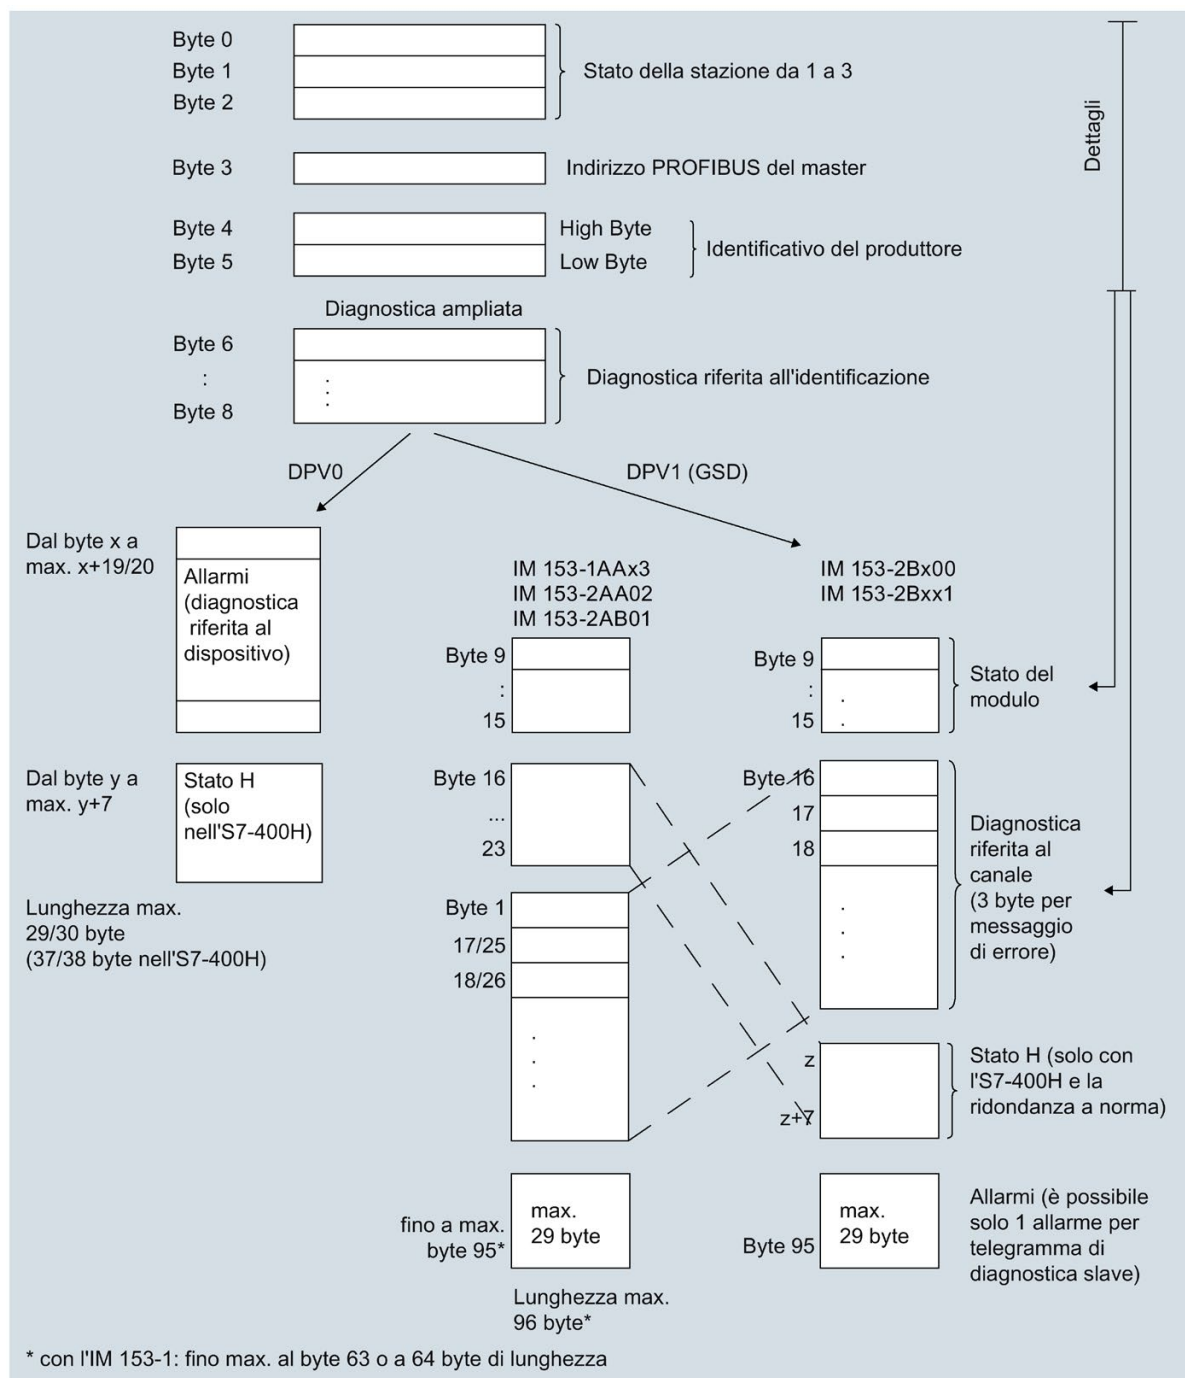 Byte 0
Byte 1
Byte 2
Stato della stazione da 1 a 3
Dettagli
Byte 3
Indirizzo PROFIBUS del master
Byte 4
High Byte
Byte 5
Low Byte
Identificativo del produttore
Diagnostica ampliata
Byte 6
:
Byte 8
Diagnostica riferita all'identificazione
DPV0
DPV1 (GSD)
Dal byte x a
max. x+19/20
Allarmi
(diagnostica
riferita al
dispositivo)
Dal byte y a
max. y+7
Stato H
(solo
nell'S7-400H)
Lunghezza max.
29/30 byte
(37/38 byte nell'S7-400H)
IM 153-1AAx3
IM 153-2AA02
IM 153-2AB01
Byte 9
:
15
Byte 16
...
23
Byte 1
17/25
18/26
fino a max.
byte 95*
max.
29 byte
Lunghezza max.
96 byte*
IM 153-2Bx00
IM 153-2Bxx1
Byte 9
:
15
Stato del
modulo
Byte 16
17
18
Diagnostica
riferita al
canale
(3 byte per
messaggio
di errore)
z
z+7
Stato H (solo con
l'S7-400H e la
ridondanza a norma)
Byte 95
max.
29 byte
Allarmi (è possibile
solo 1 allarme per
telegramma di
diagnostica slave)
* con l'IM 153-1: fino max. al byte 63 o a 64 byte di lunghezza